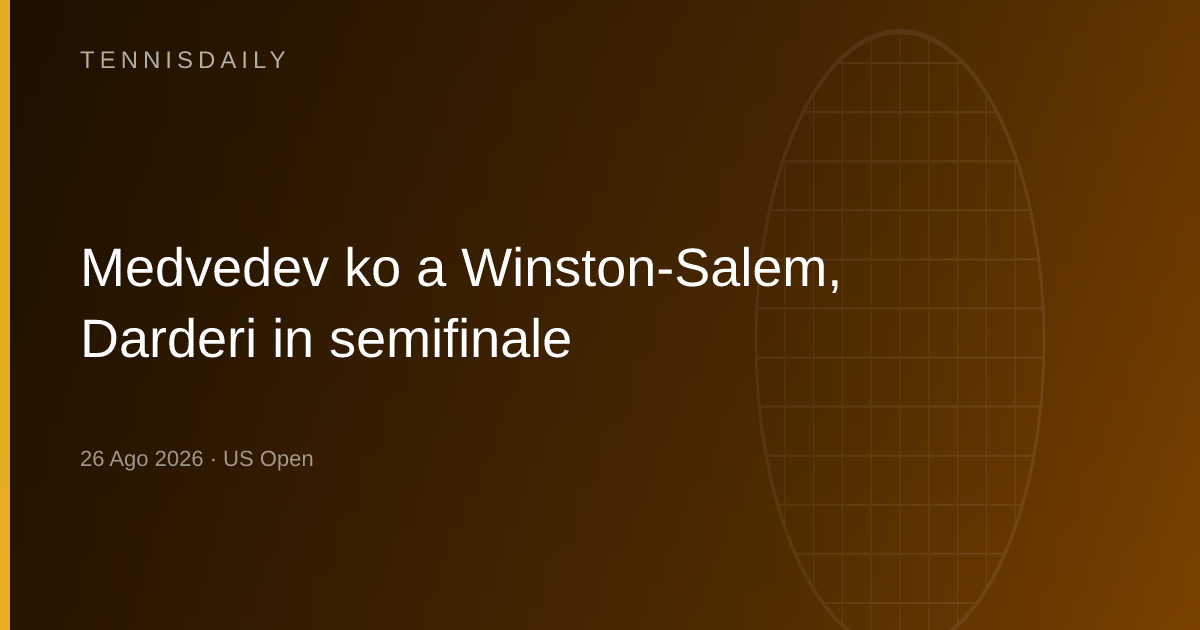 TENNISDAILY
Medvedev ko a Winston-Salem,
Darderi in semifinale
26 Ago 2026 · US Open